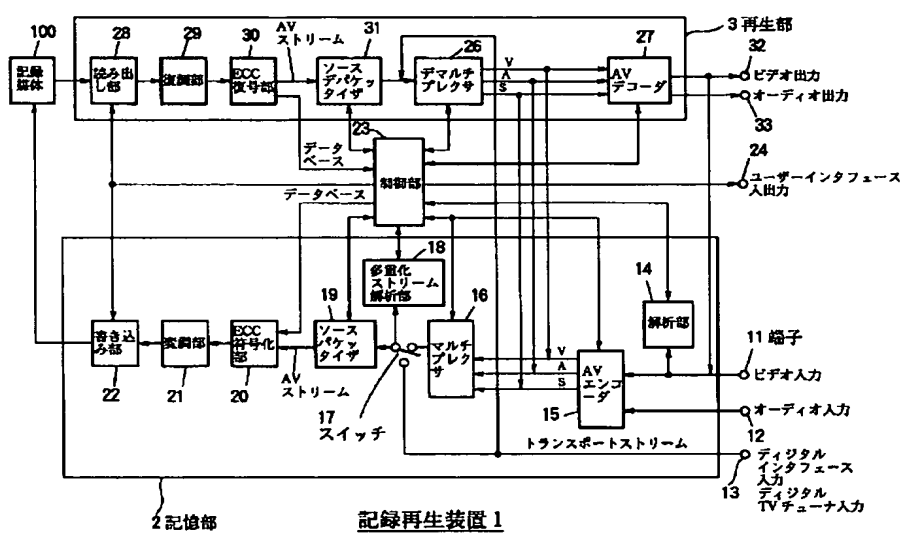 100
記録
媒体
28
読み出
し部
29
復調部
30
ECC
復号部
AV
ストリーム
31
ソース
デパケッ
タイザ
26
デマルチ
プレクサ
V
A
S
27
AV
デコーダ
3 再生部
32
ビデオ出力
オーディオ出力
33
23
制御部
データ
ベース
データベース
24
ユーザーインタフェース
入出力
18
多重化
ストリーム
解析部
14
解析部
書き込
み部
22
変調部
21
ECC
符号化
部
20
AV
ストリーム
19
ソース
パケッ
タイザ
17
スイッチ
16
マルチ
プレク
サ
V
A
S
AV
エンコ
ーダ
15
11 端子
ビデオ入力
オーディオ入力
12
トランスポートストリーム
13
ディジタル
インタフェース
入力
ディジタル
TVチューナ入力
2 記憶部
記録再生装置1